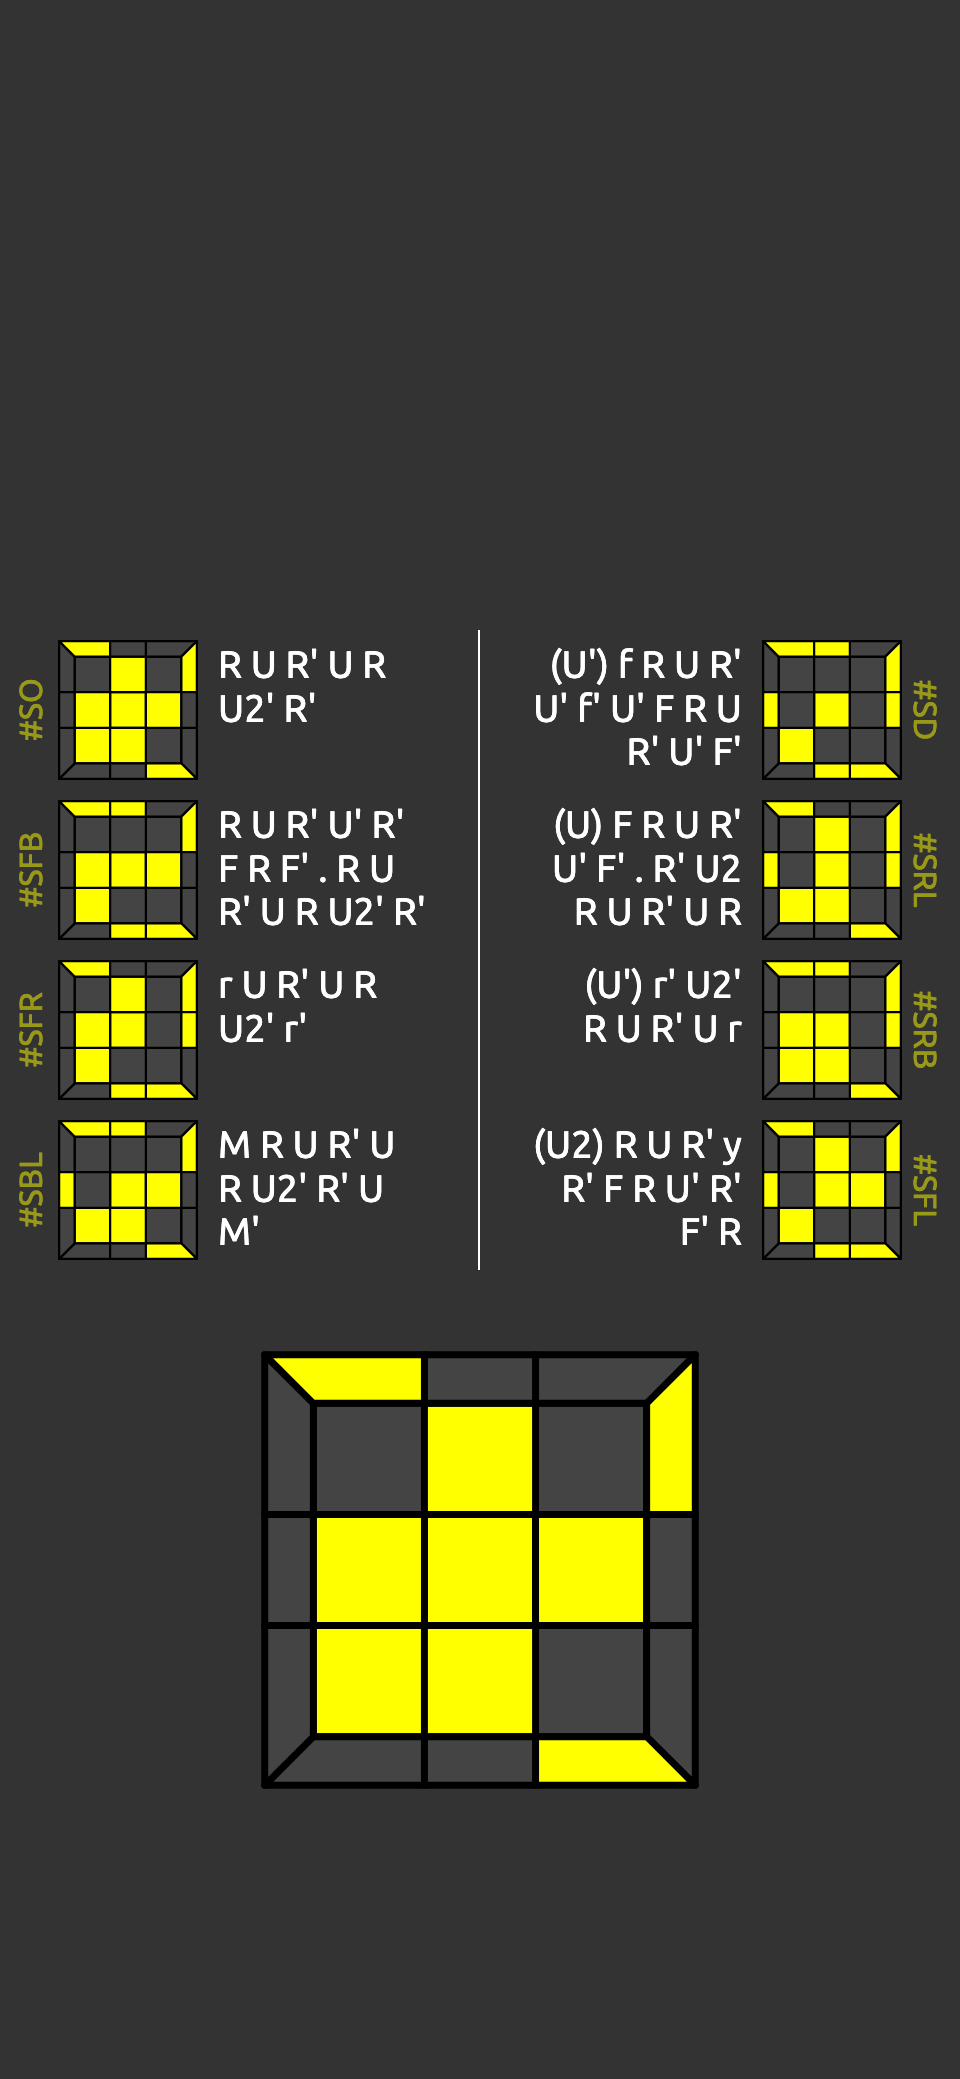 #SO
R U R' U R
U2' R'
(U') f R U R'
U' f' U' F R U
R' U' F'
#SD
#SFB
R U R' U' R'
F R F' . R U
R' U R U2' R'
(U) F R U R'
U' F' . R' U2
R U R' U R
#SRL
#SFR
r U R' U R
U2' r'
(U') r' U2'
R U R' U r
#SRB
#SBL
M R U R' U
R U2' R' U
M'
(U2) R U R' y
R' F R U' R'
F' R
#SFL